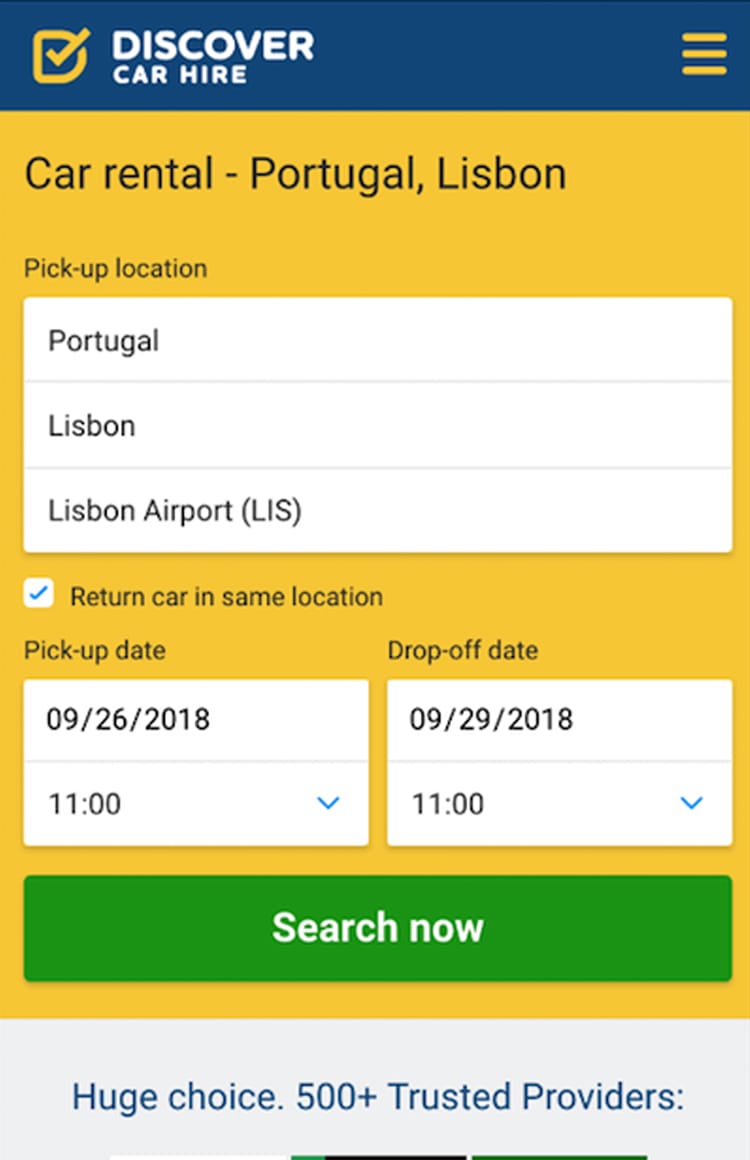 DISCOVER
CAR HIRE
Car rental - Portugal, Lisbon
Pick-up location
Portugal
Lisbon
Lisbon Airport (LIS)
Return car in same location
Pick-up date
Drop-off date
09/26/2018
09/29/2018
11:00
11:00
Search now
Huge choice. 500+ Trusted Providers: